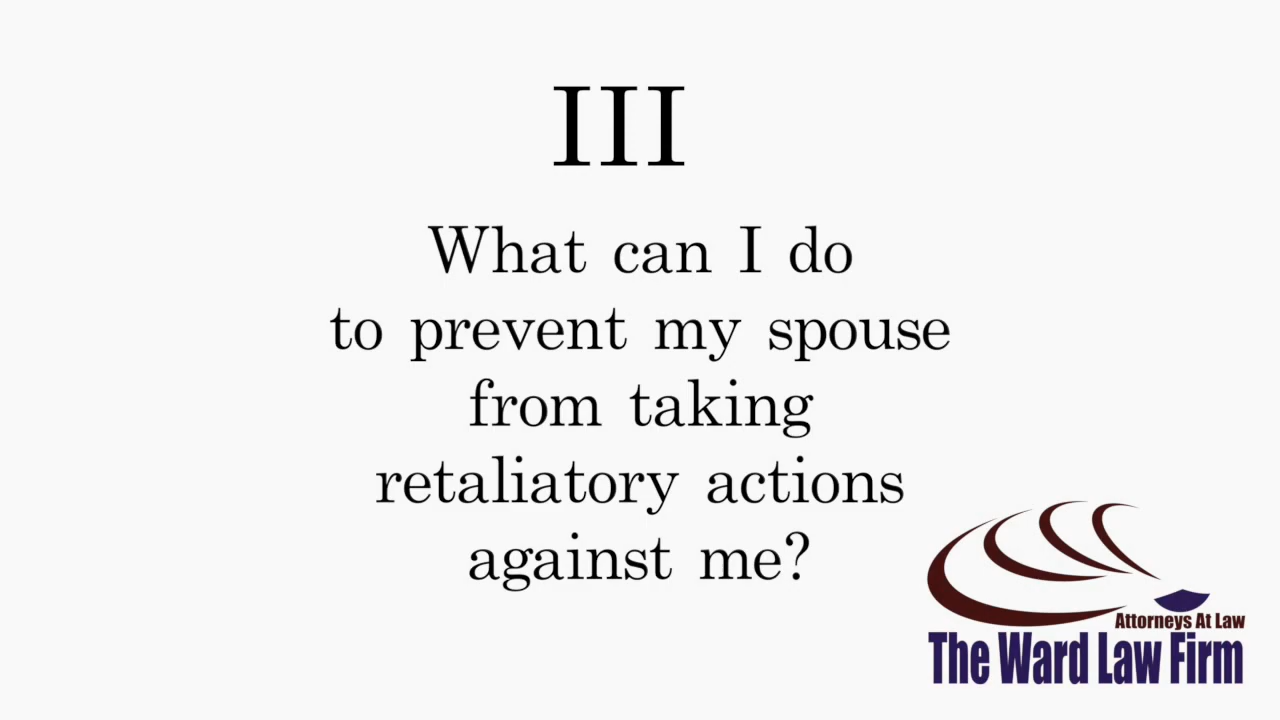 III
What can I do
to prevent my spouse
from taking
retaliatory actions
against me?
Attorneys At Law
The Ward Law Firm